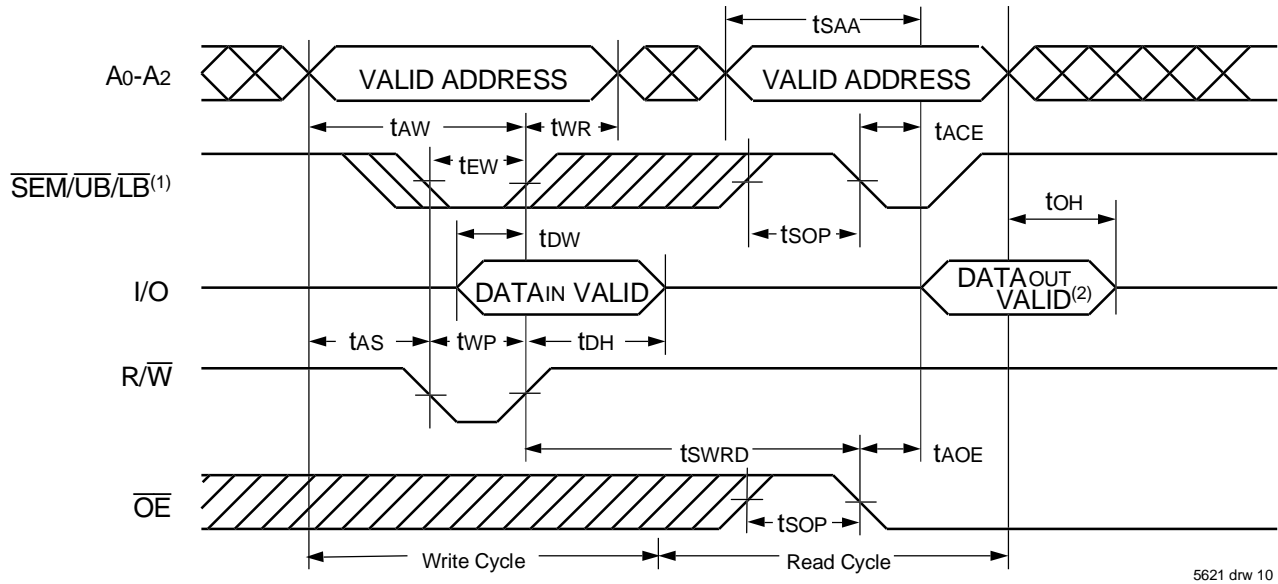 tSAA
A0-A2
VALID ADDRESS
VALID ADDRESS
tAW
tWR
tACE
tEW
SEM/UB/LB(1)
tOH
tSOP
tDW
I/O
DATAIN VALID
DATAOUT
VALID(2)
tAS
tWP
tDH
R/W
tSWRD
tAOE
OE
tSOP
Write Cycle
Read Cycle
5621 drw 10